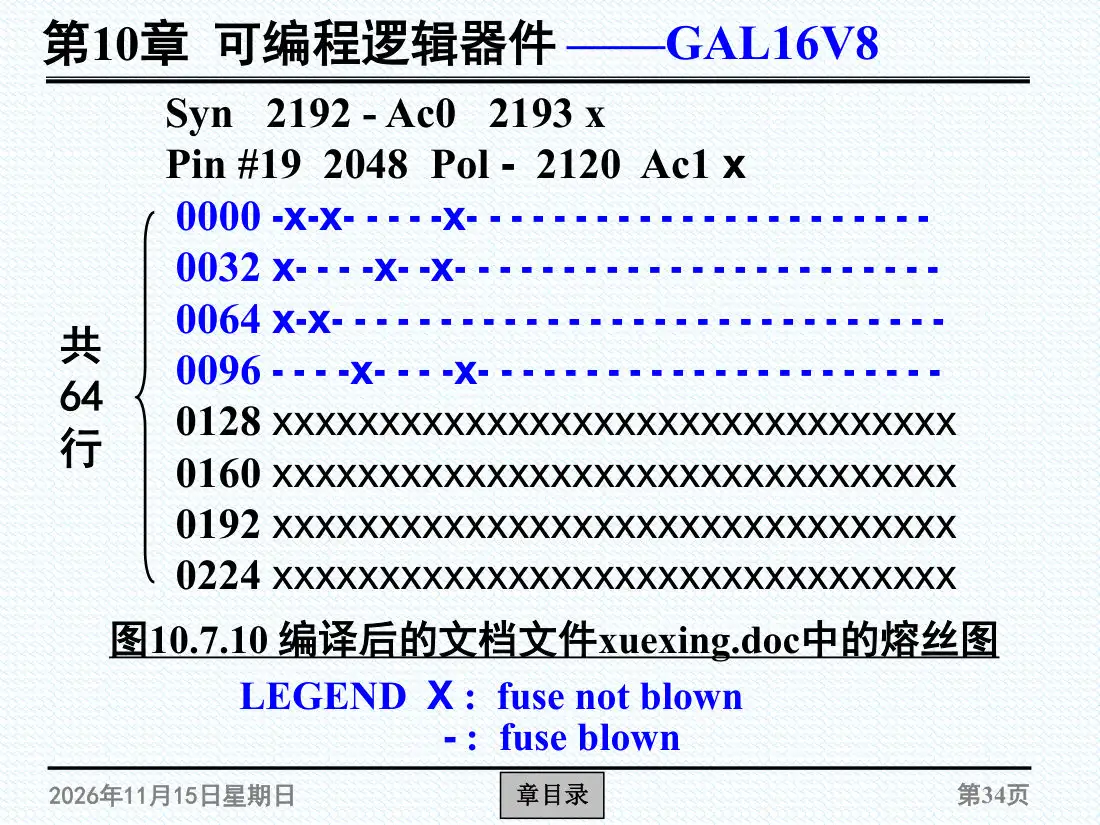 第10章 可编程逻辑器件 ——GAL16V8
Syn 2192 - Ac0 2193 x
Pin #19 2048 Pol - 2120 Ac1 x
0000 -x-x- - - - -x- - - - - - - - - - - - - - - - - - - - - -
0032 x- - - -x- -x- - - - - - - - - - - - - - - - - - - - - - -
0064 x-x- - - - - - - - - - - - - - - - - - - - - - - - - - - - -
0096 - - - -x- - - -x- - - - - - - - - - - - - - - - - - - - - -
0128 xxxxxxxxxxxxxxxxxxxxxxxxxxxxxxxx
0160 xxxxxxxxxxxxxxxxxxxxxxxxxxxxxxxx
0192 xxxxxxxxxxxxxxxxxxxxxxxxxxxxxxxx
0224 xxxxxxxxxxxxxxxxxxxxxxxxxxxxxxxx
共
64
行
图10.7.10 编译后的文档文件xuexing.doc中的熔丝图
LEGEND X : fuse not blown
- : fuse blown
2026年11月15日星期日
章目录
第34页